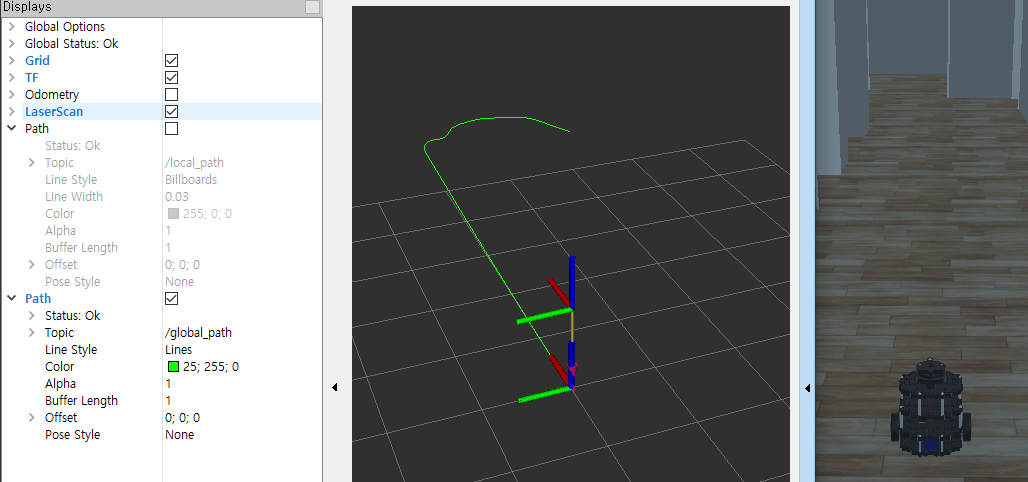 Displays
Global Options
Global Status: Ok
Grid
TF
Odometry
LaserScan
Path
Status: Ok
Topic /local_path
Line Style Billboards
Line Width 0.03
Color 255; 0; 0
Alpha 1
Buffer Length 1
Offset 0; 0; 0
Pose Style None
Path
Status: Ok
Topic /global_path
Line Style Lines
Color 25; 255; 0
Alpha 1
Buffer Length 1
Offset 0; 0; 0
Pose Style None